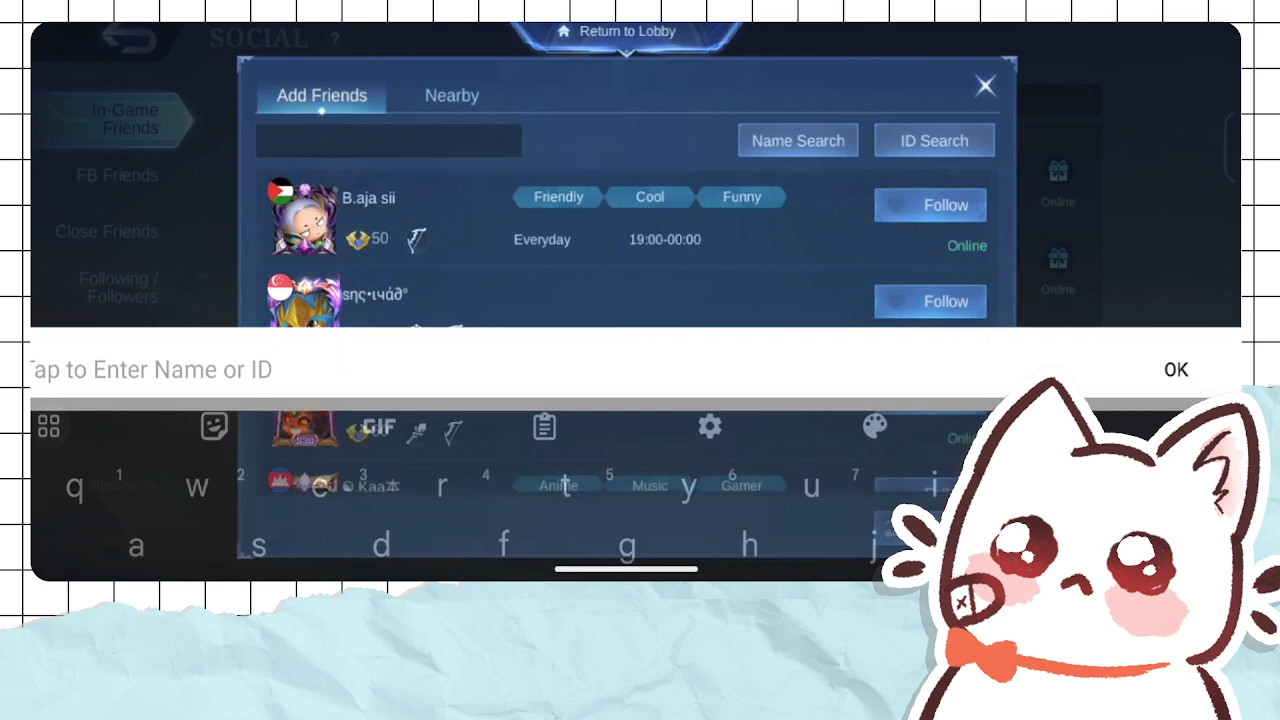 SOCIAL ?
Return to Lobby
In-Game
Friends
FB Friends
Close Friends
Following /
Followers
Add Friends
Nearby
Name Search
ID Search
B.aja sii
50
Friendly
Cool
Funny
Everyday
19:00-00:00
Follow
Online
Follow
Online
Online
Tap to Enter Name or ID
OK
GIF
S30
q 1 w 2 e 3 r 4 t 5 y 6 u 7 i
Anime
Music
Gamer
a s d f g h j